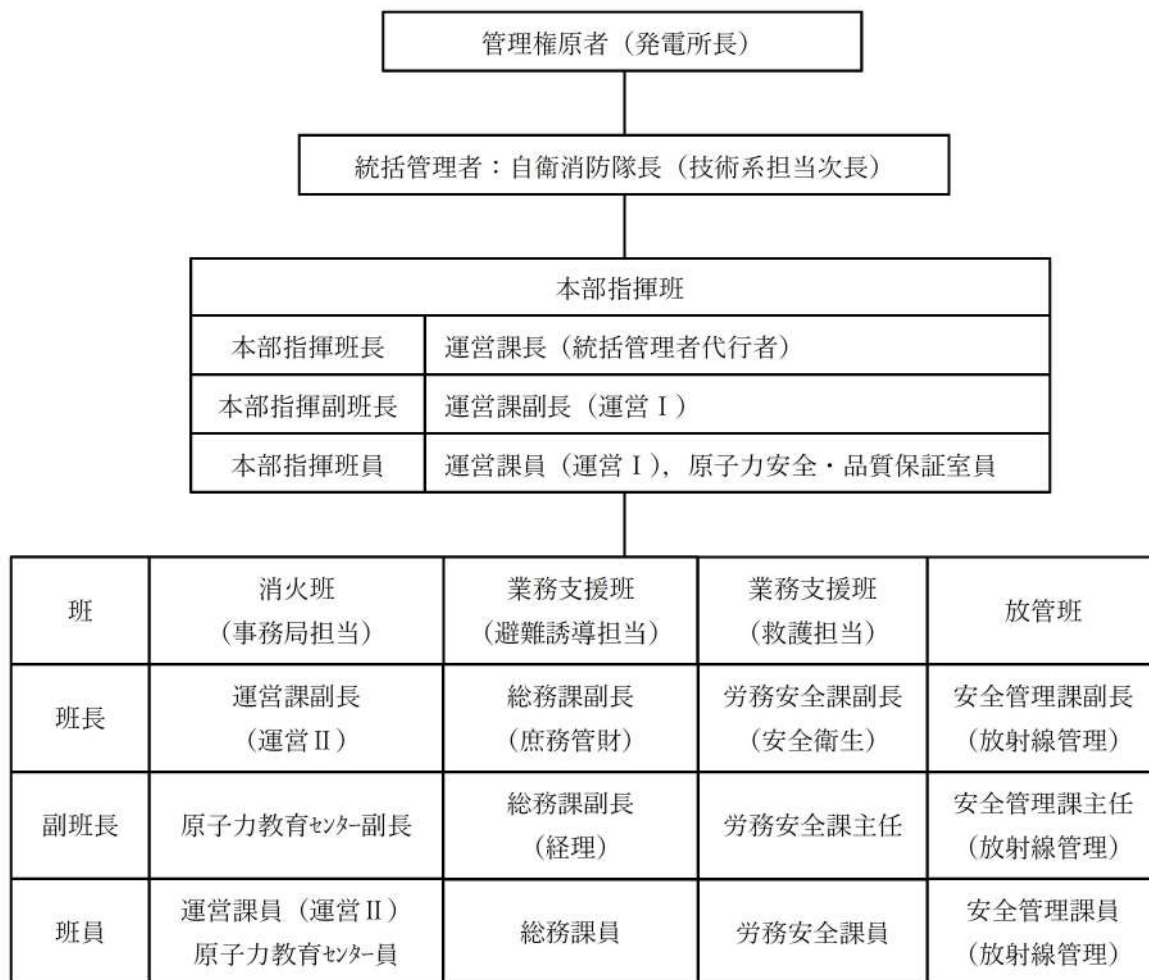 管理権原者（発電所長）
統括管理者：自衛消防隊長（技術系担当次長）
本部指揮班
本部指揮班長 運営課長（統括管理者代行者）
本部指揮副班長 運営課副長（運営Ⅰ）
本部指揮班員 運営課員（運営Ⅰ），原子力安全・品質保証室員
班
消火班
（事務局担当）
業務支援班
（避難誘導担当）
業務支援班
（救護担当）
放管班
班長
運営課副長
（運営Ⅱ）
総務課副長
（庶務管財）
労務安全課副長
（安全衛生）
安全管理課副長
（放射線管理）
副班長
原子力教育ｾﾝﾀｰ副長
総務課副長
（経理）
労務安全課主任
安全管理課主任
（放射線管理）
班員
運営課員（運営Ⅱ）
原子力教育ｾﾝﾀｰ員
総務課員
労務安全課員
安全管理課員
（放射線管理）